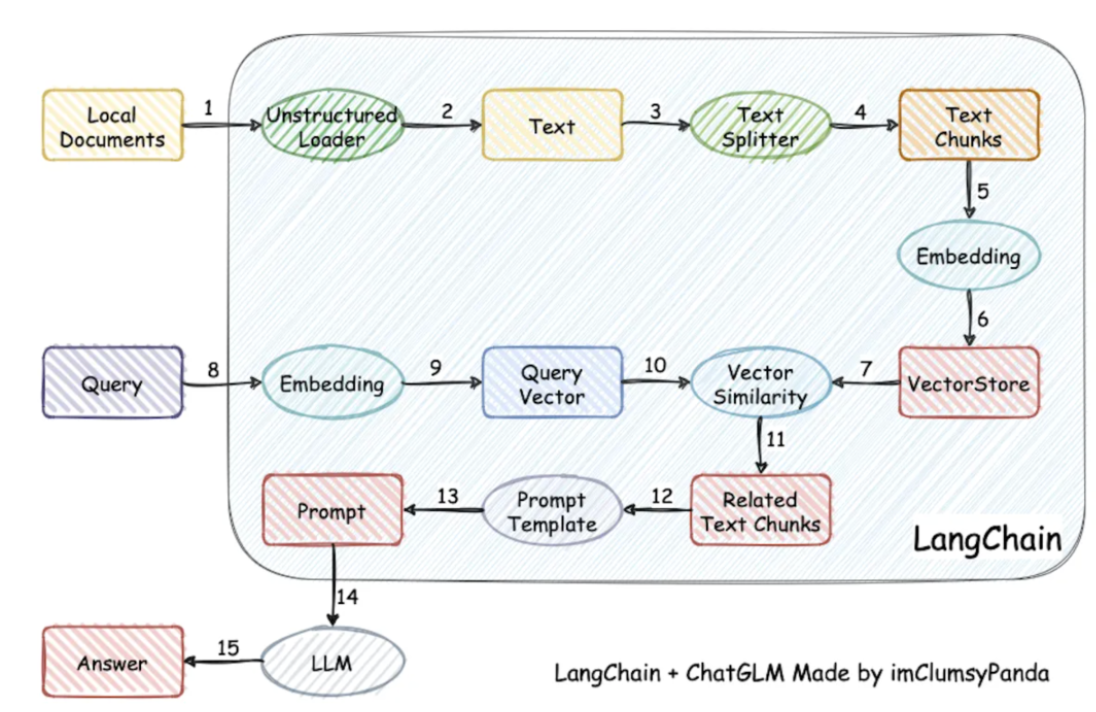 1
2
3
4
Local
Documents
Unstructured
Loader
Text
Text
Splitter
Text
Chunks
5
Embedding
6
8
9
10
7
Query
Embedding
Query
Vector
Vector
Similarity
VectorStore
11
13
12
Prompt
Prompt
Template
Related
Text Chunks
LangChain
14
15
Answer
LLM
LangChain + ChatGLM Made by imClumsyPanda